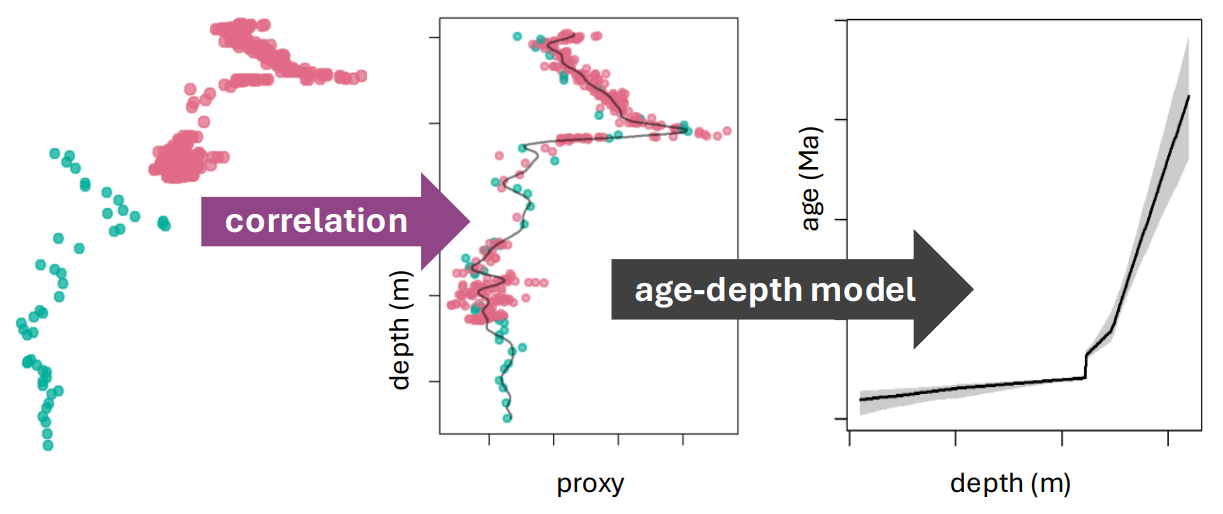 correlation
depth (m)
proxy
age-depth model
age (Ma)
depth (m)